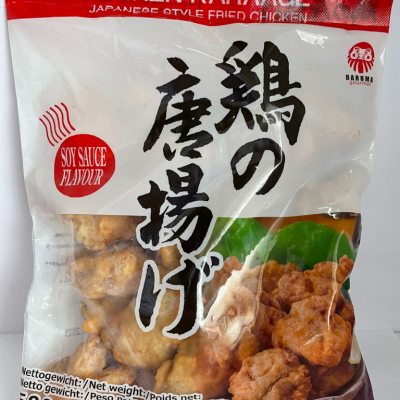 JAPANESE STYLE FRIED CHICKEN
DARUMA
gourmet
鶏の
唐揚げ
SOY SAUCE
FLAVOUR
Nettogewicht:/Net weight:/Poids net:
Netto gewicht:/Peso